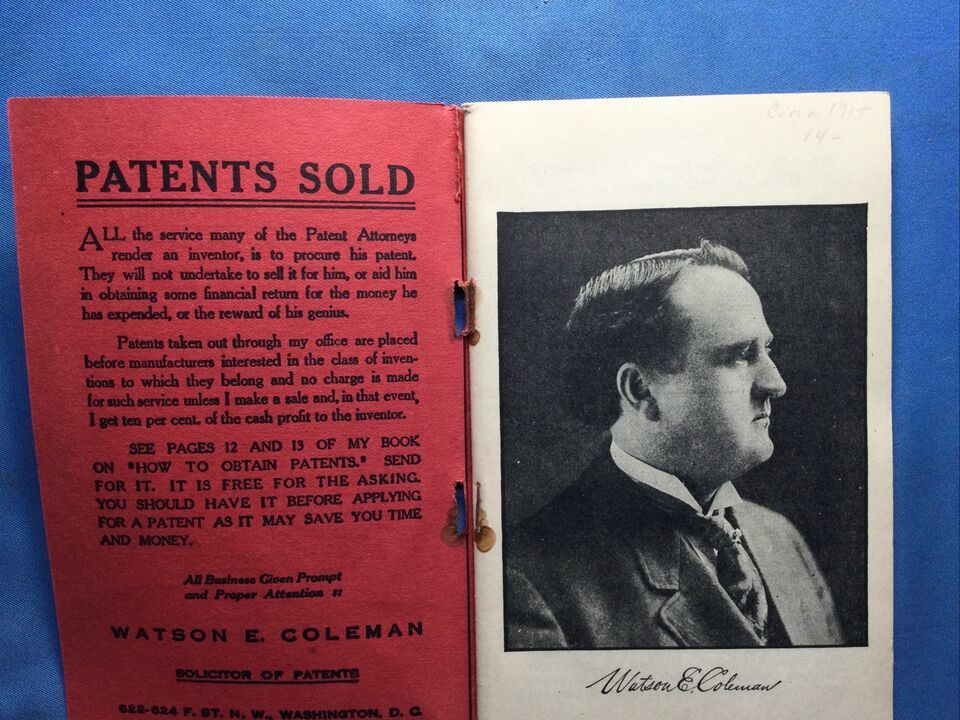 PATENTS SOLD
ALL the service many of the Patent Attorneys
render an inventor, is to procure his patent.
They will not undertake to sell it for him, or aid him
in obtaining some financial return for the money he
has expended, or the reward of his genius.
Patents taken out through my office are placed
before manufacturers interested in the class of inven-
tions to which they belong and no charge is made
for such service unless I make a sale and, in that event,
I get ten per cent. of the cash profit to the inventor.
SEE PAGES 12 AND 13 OF MY BOOK
ON "HOW TO OBTAIN PATENTS." SEND
FOR IT. IT IS FREE FOR THE ASKING.
YOU SHOULD HAVE IT BEFORE APPLYING
FOR A PATENT AS IT MAY SAVE YOU TIME
AND MONEY.
All Business Given Prompt
and Proper Attention ::
WATSON E. COLEMAN
SOLICITOR OF PATENTS
622-624 F. ST. N. W., WASHINGTON, D. C.
Circa 1915
14-
Watson E. Coleman